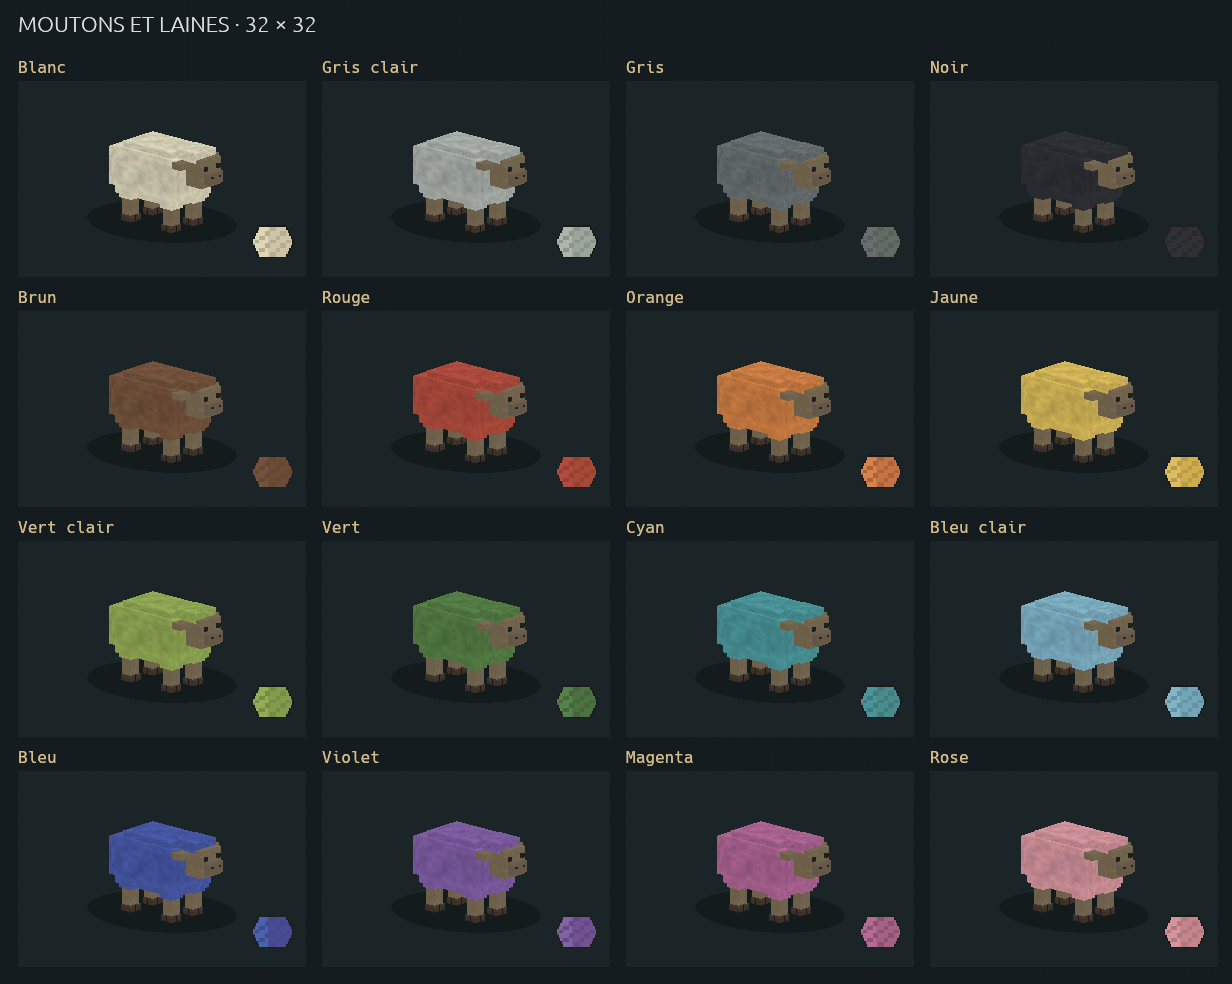 MOUTONS ET LAINES · 32 × 32
Blanc
Gris clair
Gris
Noir
Brun
Rouge
Orange
Jaune
Vert clair
Vert
Cyan
Bleu clair
Bleu
Violet
Magenta
Rose